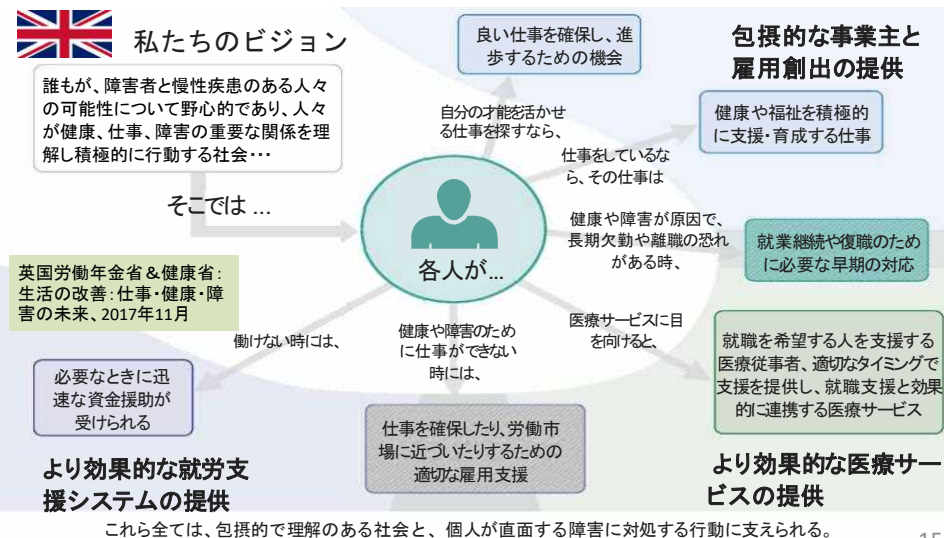 私たちのビジョン
誰もが、障害者と慢性疾患のある人々
の可能性について野心的であり、人々
が健康、仕事、障害の重要な関係を理
解し積極的に行動する社会･･･
そこでは ...
各人が...
自分の才能を活かせ
る仕事を探すなら、
良い仕事を確保し、進
歩するための機会
包摂的な事業主と
雇用創出の提供
仕事をしているな
ら、その仕事は
健康や福祉を積極的
に支援・育成する仕事
健康や障害が原因で、
長期欠勤や離職の恐れ
がある時、
就業継続や復職のため
に必要な早期の対応
医療サービスに目
を向けると、
就職を希望する人を支援する
医療従事者、適切なタイミングで
支援を提供し、就職支援と効果
的に連携する医療サービス
より効果的な医療サー
ビスの提供
健康や障害のため
に仕事ができない
時には、
仕事を確保したり、労働市
場に近づいたりするための
適切な雇用支援
働けない時には、
必要なときに迅
速な資金援助が
受けられる
より効果的な就労支
援システムの提供
英国労働年金省＆健康省：
生活の改善：仕事・健康・障
害の未来、2017年11月
これら全ては、包摂的で理解のある社会と、個人が直面する障害に対処する行動に支えられる。
15